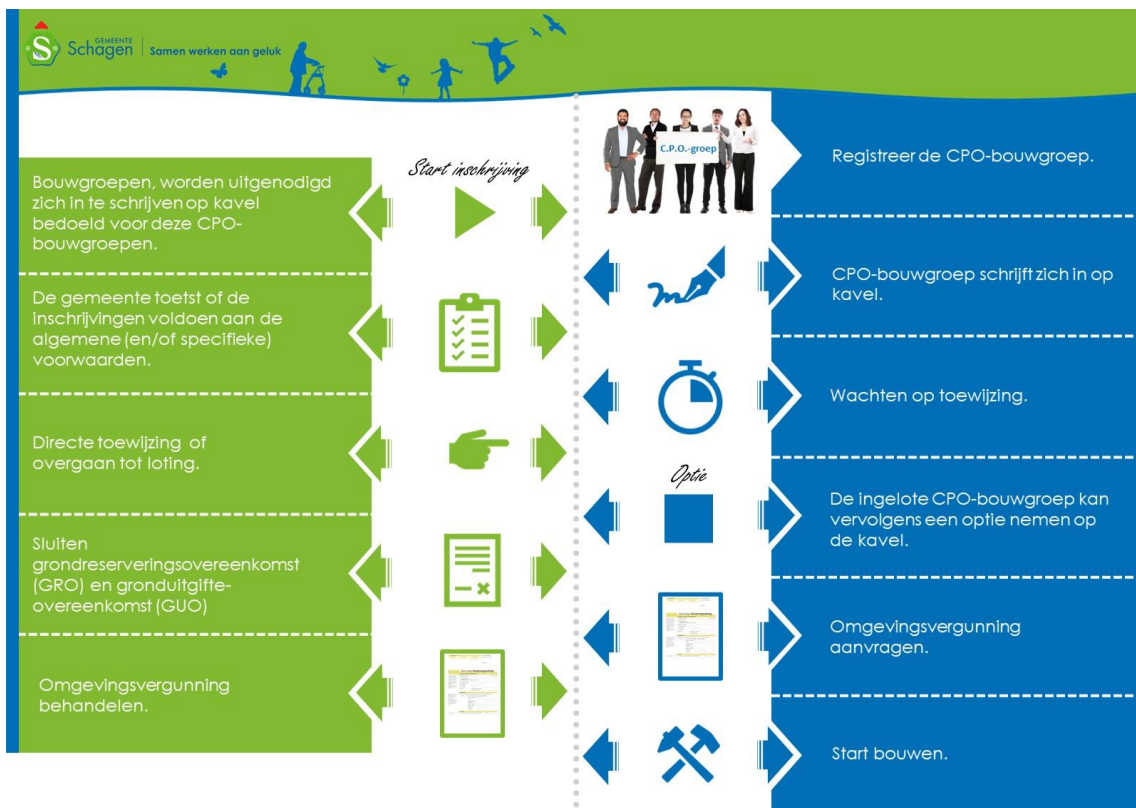 GEMEENTE
Schagen
Samen werken aan geluk
S
C.P.O.-groep
Registreer de CPO-bouwgroep.
Start inschrijving
Bouwgroepen, worden uitgenodigd
zich in te schrijven op kavel
bedoeld voor deze CPO-
bouwgroepen.
CPO-bouwgroep schrijft zich in op
kavel.
De gemeente toetst of de
inschrijvingen voldoen aan de
algemene (en/of specifieke)
voorwaarden.
Wachten op toewijzing.
Directe toewijzing of
overgaan tot loting.
Optie
De ingelote CPO-bouwgroep kan
vervolgens een optie nemen op
de kavel.
Sluiten
grondreserveringsovereenkomst
(GRO) en gronduitgifte-
overeenkomst (GUO)
Omgevingsvergunning
aanvragen.
Omgevingsvergunning
behandelen.
Start bouwen.